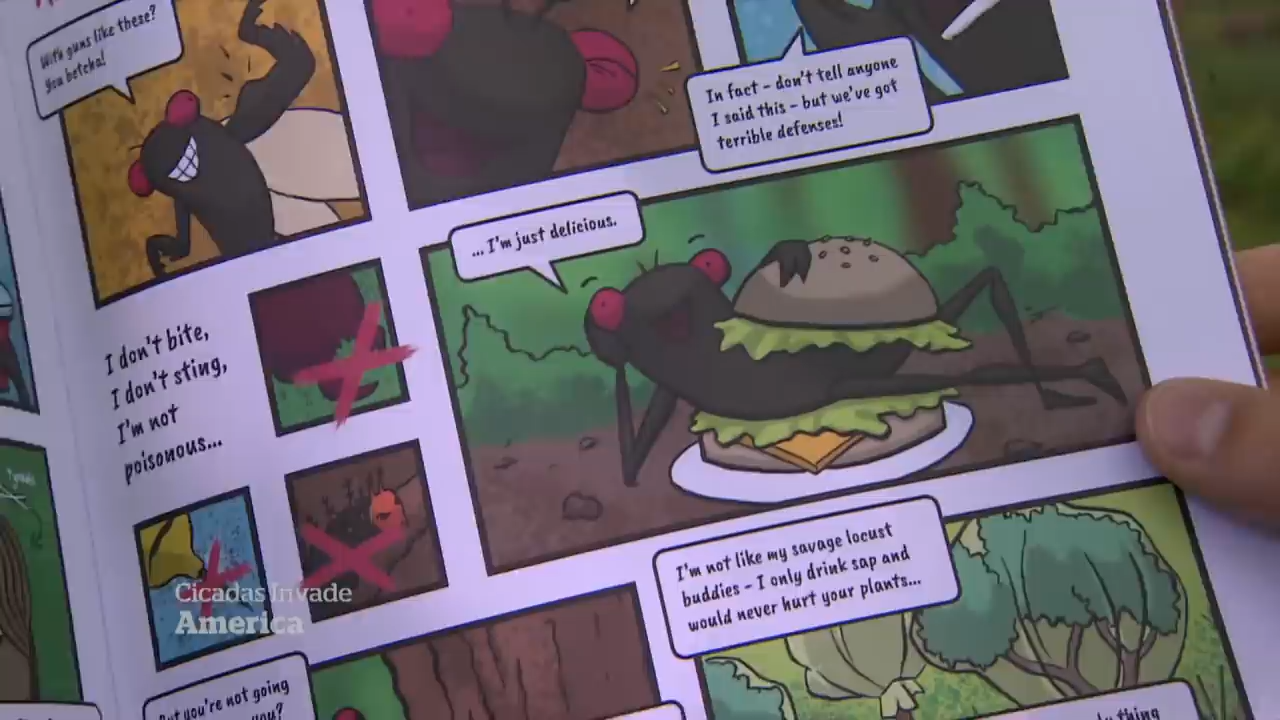 With guns like these?
You betcha!
In fact - don't tell anyone
I said this - but we've got
terrible defenses!
... I'm just delicious.
I don't bite,
I don't sting,
I'm not
poisonous...
I'm not like my savage locust
buddies - I only drink sap and
would never hurt your plants...
But you're not going
you?
thing
Cicadas Invade
America